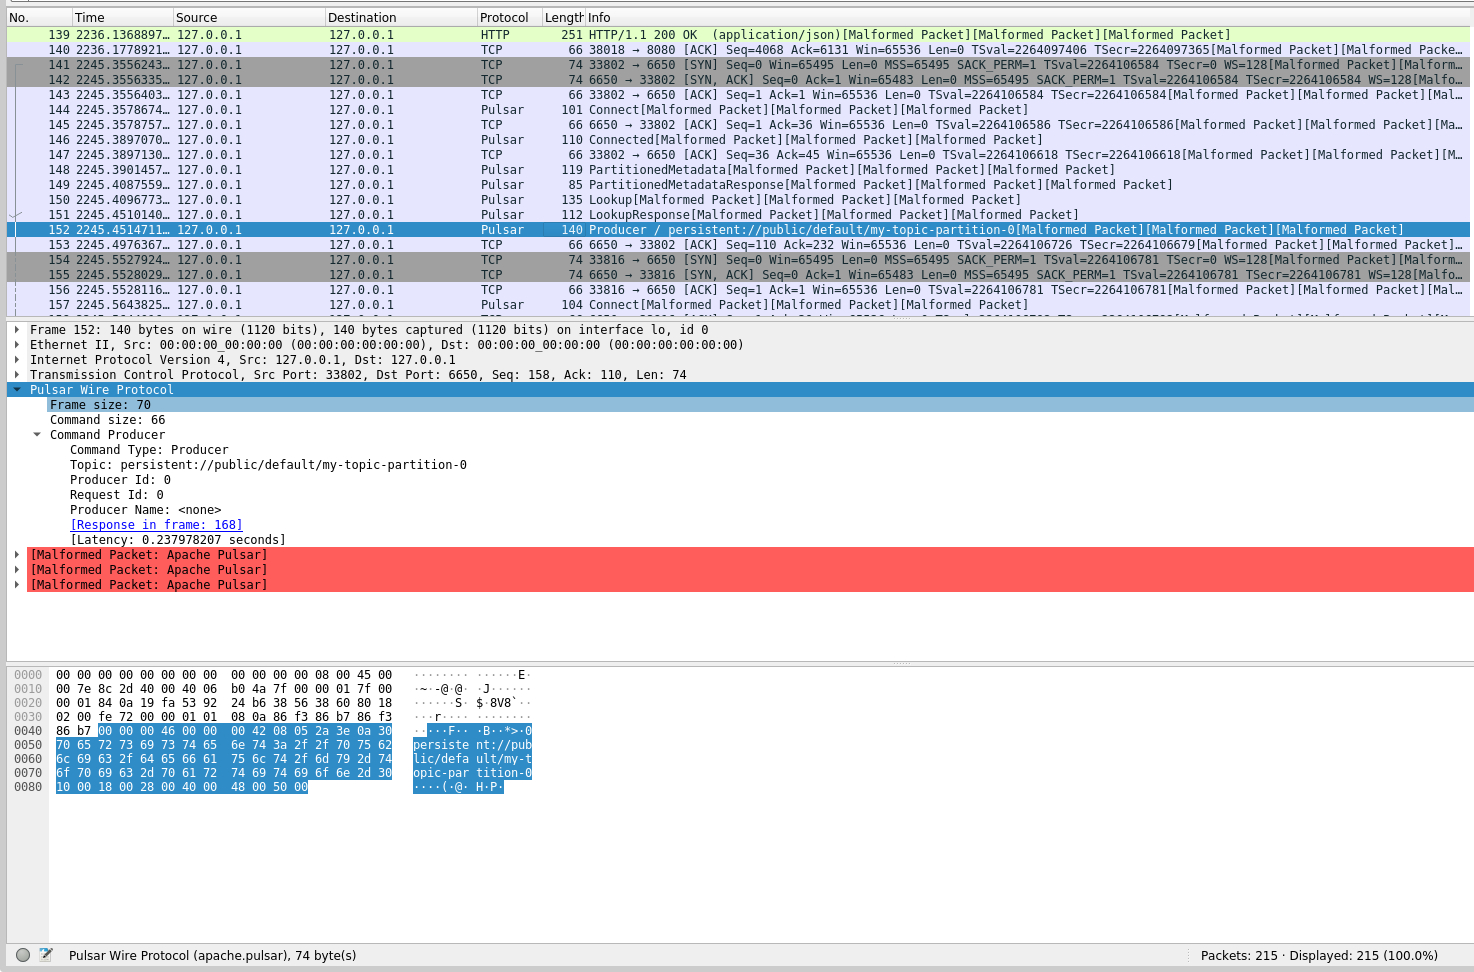 No. Time Source Destination Protocol Length Info
139 2236.1368897… 127.0.0.1 127.0.0.1 HTTP 251 HTTP/1.1 200 OK  (application/json)[Malformed Packet][Malformed Packet][Malformed Packet]
140 2236.1778921… 127.0.0.1 127.0.0.1 TCP 66 38018 → 8080 [ACK] Seq=4068 Ack=6131 Win=65536 Len=0 TSval=2264097406 TSecr=2264097365[Malformed Packet][Malformed Packe…
141 2245.3556243… 127.0.0.1 127.0.0.1 TCP 74 33802 → 6650 [SYN] Seq=0 Win=65495 Len=0 MSS=65495 SACK_PERM=1 TSval=2264106584 TSecr=0 WS=128[Malformed Packet][Malform…
142 2245.3556335… 127.0.0.1 127.0.0.1 TCP 74 6650 → 33802 [SYN, ACK] Seq=0 Ack=1 Win=65483 Len=0 MSS=65495 SACK_PERM=1 TSval=2264106584 TSecr=2264106584 WS=128[Malfo…
143 2245.3556403… 127.0.0.1 127.0.0.1 TCP 66 33802 → 6650 [ACK] Seq=1 Ack=1 Win=65536 Len=0 TSval=2264106584 TSecr=2264106584[Malformed Packet][Malformed Packet][Mal…
144 2245.3578674… 127.0.0.1 127.0.0.1 Pulsar 101 Connect[Malformed Packet][Malformed Packet][Malformed Packet]
145 2245.3578757… 127.0.0.1 127.0.0.1 TCP 66 6650 → 33802 [ACK] Seq=1 Ack=36 Win=65536 Len=0 TSval=2264106586 TSecr=2264106586[Malformed Packet][Malformed Packet][Ma…
146 2245.3897070… 127.0.0.1 127.0.0.1 Pulsar 110 Connected[Malformed Packet][Malformed Packet][Malformed Packet]
147 2245.3897130… 127.0.0.1 127.0.0.1 TCP 66 33802 → 6650 [ACK] Seq=36 Ack=45 Win=65536 Len=0 TSval=2264106618 TSecr=2264106618[Malformed Packet][Malformed Packet][M…
148 2245.3901457… 127.0.0.1 127.0.0.1 Pulsar 119 PartitionedMetadata[Malformed Packet][Malformed Packet][Malformed Packet]
149 2245.4087559… 127.0.0.1 127.0.0.1 Pulsar 85 PartitionedMetadataResponse[Malformed Packet][Malformed Packet][Malformed Packet]
150 2245.4096773… 127.0.0.1 127.0.0.1 Pulsar 135 Lookup[Malformed Packet][Malformed Packet][Malformed Packet]
151 2245.4510140… 127.0.0.1 127.0.0.1 Pulsar 112 LookupResponse[Malformed Packet][Malformed Packet][Malformed Packet]
152 2245.4514711… 127.0.0.1 127.0.0.1 Pulsar 140 Producer / persistent://public/default/my-topic-partition-0[Malformed Packet][Malformed Packet][Malformed Packet]
153 2245.4976367… 127.0.0.1 127.0.0.1 TCP 66 6650 → 33802 [ACK] Seq=110 Ack=232 Win=65536 Len=0 TSval=2264106726 TSecr=2264106679[Malformed Packet][Malformed Packet]…
154 2245.5527924… 127.0.0.1 127.0.0.1 TCP 74 33816 → 6650 [SYN] Seq=0 Win=65495 Len=0 MSS=65495 SACK_PERM=1 TSval=2264106781 TSecr=0 WS=128[Malformed Packet][Malform…
155 2245.5528029… 127.0.0.1 127.0.0.1 TCP 74 6650 → 33816 [SYN, ACK] Seq=0 Ack=1 Win=65483 Len=0 MSS=65495 SACK_PERM=1 TSval=2264106781 TSecr=2264106781 WS=128[Malfo…
156 2245.5528116… 127.0.0.1 127.0.0.1 TCP 66 33816 → 6650 [ACK] Seq=1 Ack=1 Win=65536 Len=0 TSval=2264106781 TSecr=2264106781[Malformed Packet][Malformed Packet][Mal…
157 2245.5643825… 127.0.0.1 127.0.0.1 Pulsar 104 Connect[Malformed Packet][Malformed Packet][Malformed Packet]
Frame 152: 140 bytes on wire (1120 bits), 140 bytes captured (1120 bits) on interface lo, id 0
Ethernet II, Src: 00:00:00_00:00:00 (00:00:00:00:00:00), Dst: 00:00:00_00:00:00 (00:00:00:00:00:00)
Internet Protocol Version 4, Src: 127.0.0.1, Dst: 127.0.0.1
Transmission Control Protocol, Src Port: 33802, Dst Port: 6650, Seq: 158, Ack: 110, Len: 74
Pulsar Wire Protocol
Frame size: 70
Command size: 66
Command Producer
Command Type: Producer
Topic: persistent://public/default/my-topic-partition-0
Producer Id: 0
Request Id: 0
Producer Name: <none>
[Response in frame: 168]
[Latency: 0.237978207 seconds]
[Malformed Packet: Apache Pulsar]
[Malformed Packet: Apache Pulsar]
[Malformed Packet: Apache Pulsar]
0000 00 00 00 00 00 00 00 00  00 00 00 00 08 00 45 00 ········ ······E·
0010 00 7e 8c 2d 40 00 40 06  b0 4a 7f 00 00 01 7f 00 ·~·-@·@· ·J······
0020 00 01 84 0a 19 fa 53 92  24 b6 38 56 38 60 80 18 ······S· $·8V8`··
0030 02 00 fe 72 00 00 01 01  08 0a 86 f3 86 b7 86 f3 ···r···· ········
0040 86 b7 00 00 00 46 00 00  00 42 08 05 2a 3e 0a 30 ·····F·· ·B··*>·0
0050 70 65 72 73 69 73 74 65  6e 74 3a 2f 2f 70 75 62 persiste nt://pub
0060 6c 69 63 2f 64 65 66 61  75 6c 74 2f 6d 79 2d 74 lic/defa ult/my-t
0070 6f 70 69 63 2d 70 61 72  74 69 74 69 6f 6e 2d 30 opic-par tition-0
0080 10 00 18 00 28 00 40 00  48 00 50 00 ····(·@· H·P·
Pulsar Wire Protocol (apache.pulsar), 74 byte(s)
Packets: 215 · Displayed: 215 (100.0%)